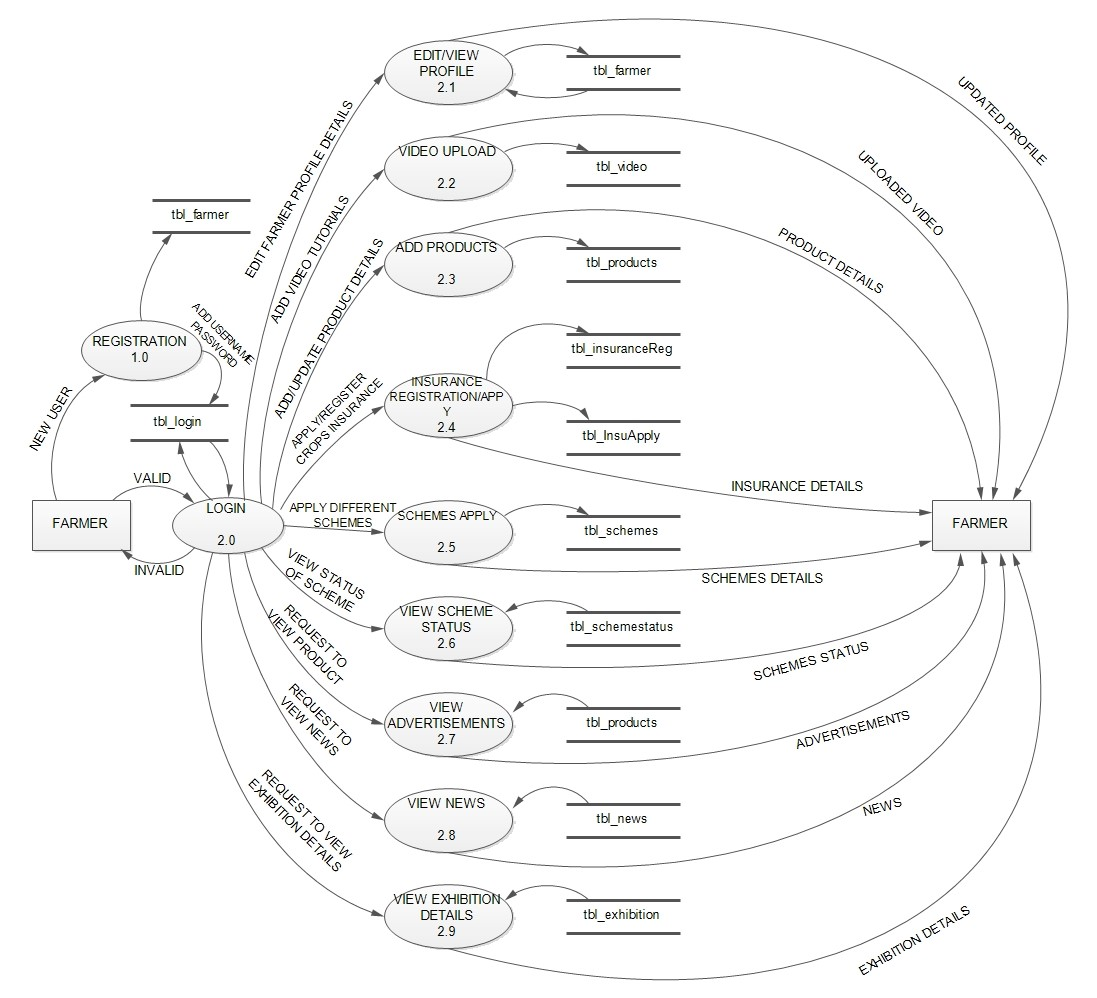 EDIT/VIEW
PROFILE
2.1
tbl_farmer
UPDATED PROFILE
EDIT FARMER PROFILE DETAILS
VIDEO UPLOAD
2.2
tbl_video
UPLOADED VIDEO
ADD VIDEO TUTORIALS
tbl_farmer
ADD PRODUCTS
2.3
tbl_products
PRODUCT DETAILS
ADD/UPDATE PRODUCT DETAILS
REGISTRATION
1.0
ADD USERNAME
PASSWORD
tbl_insuranceReg
INSURANCE
REGISTRATION/APP
Y
2.4
APPLY/REGISTER
CROPS INSURANCE
tbl_InsuApply
NEW USER
tbl_login
VALID
INSURANCE DETAILS
FARMER
LOGIN
2.0
APPLY DIFFERENT
SCHEMES
SCHEMES APPLY
2.5
tbl_schemes
FARMER
INVALID
SCHEMES DETAILS
VIEW STATUS
OF SCHEME
VIEW SCHEME
STATUS
2.6
tbl_schemestatus
SCHEMES STATUS
REQUEST TO
VIEW PRODUCT
VIEW
ADVERTISEMENTS
2.7
tbl_products
ADVERTISEMENTS
REQUEST TO
VIEW NEWS
VIEW NEWS
2.8
tbl_news
NEWS
REQUEST TO VIEW
EXHIBITION DETAILS
VIEW EXHIBITION
DETAILS
2.9
tbl_exhibition
EXHIBITION DETAILS